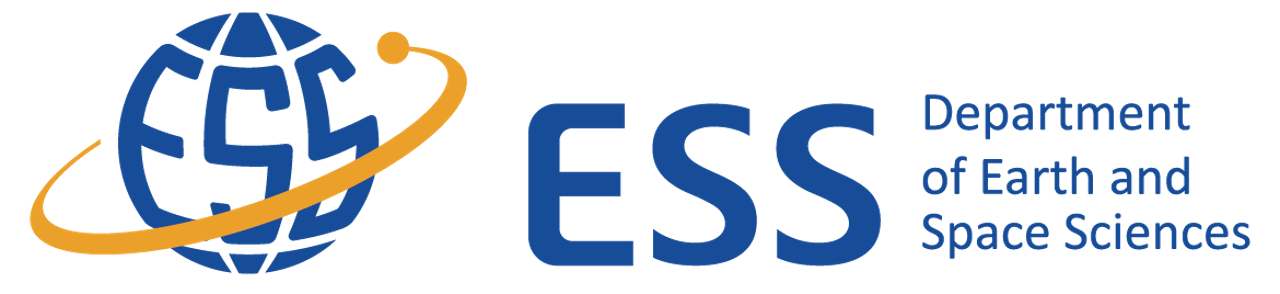 ESS
ESS
Department
of Earth and
Space Sciences